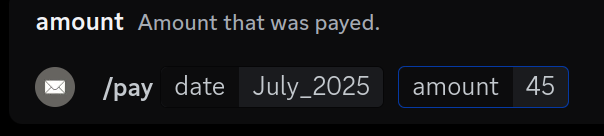 amount Amount that was payed.
/pay date July_2025 amount 45